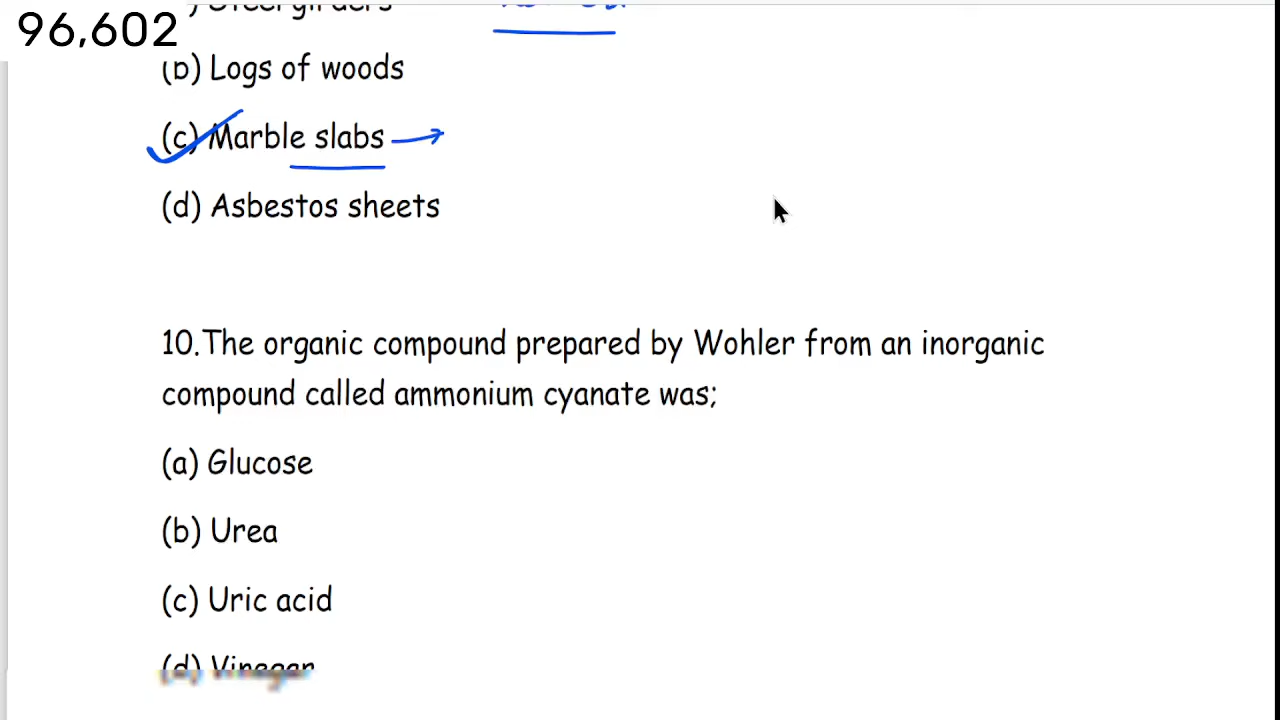 96,602
(b) Logs of woods
(c) Marble slabs
(d) Asbestos sheets
10.The organic compound prepared by Wohler from an inorganic
compound called ammonium cyanate was;
(a) Glucose
(b) Urea
(c) Uric acid
(d) Vinegar